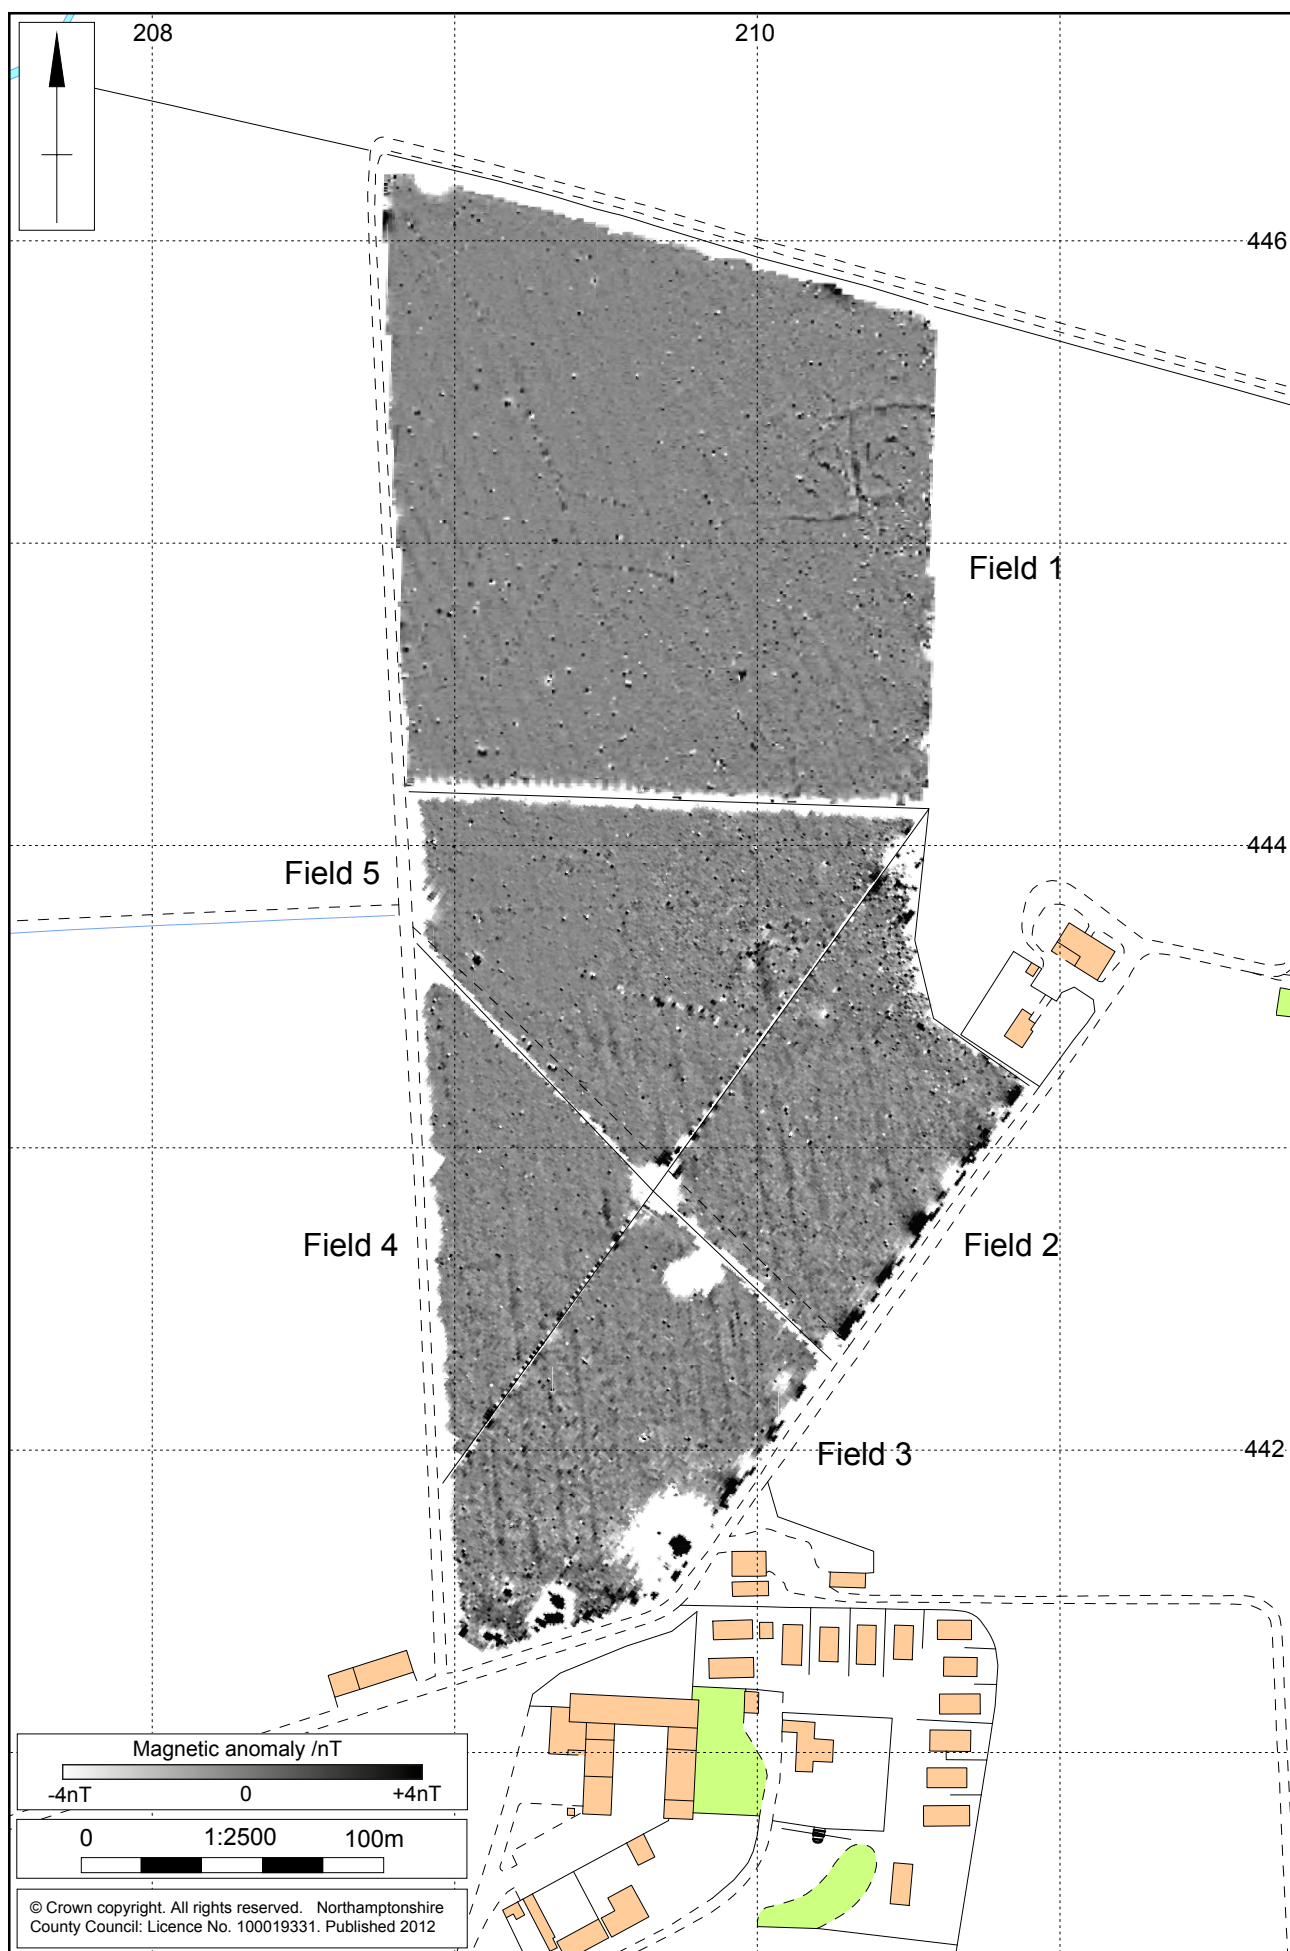 208
210
446
Field 1
444
Field 5
Field 4
Field 2
442
Field 3
Magnetic anomaly /nT
-4nT 0 +4nT
0 1:2500 100m
© Crown copyright. All rights reserved. Northamptonshire
County Council: Licence No. 100019331. Published 2012